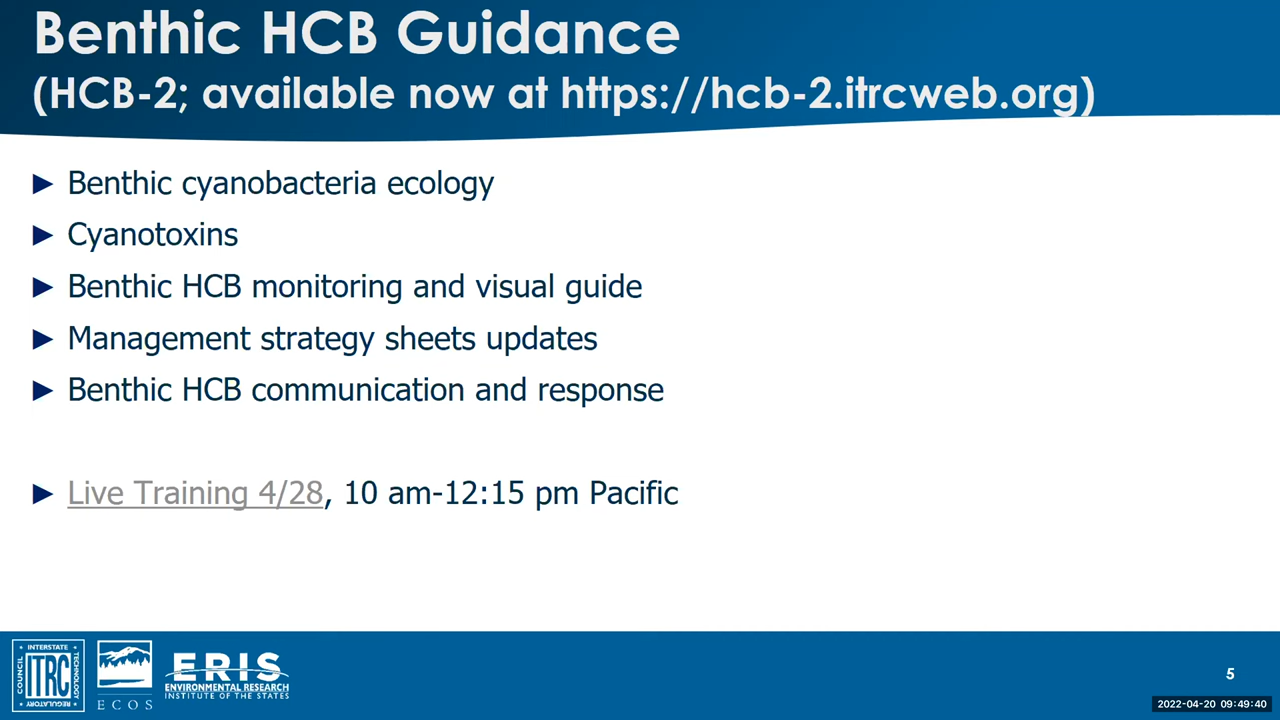 Benthic HCB Guidance
(HCB-2; available now at https://hcb-2.itrcweb.org)
► Benthic cyanobacteria ecology
► Cyanotoxins
► Benthic HCB monitoring and visual guide
► Management strategy sheets updates
► Benthic HCB communication and response
► Live Training 4/28, 10 am-12:15 pm Pacific
INTERSTATE
COUNCIL
ITRC
TECHNOLOGY
REGULATORY
ECOS
ERIS
ENVIRONMENTAL RESEARCH
INSTITUTE OF THE STATES
5
2022-04-20 09:49:40